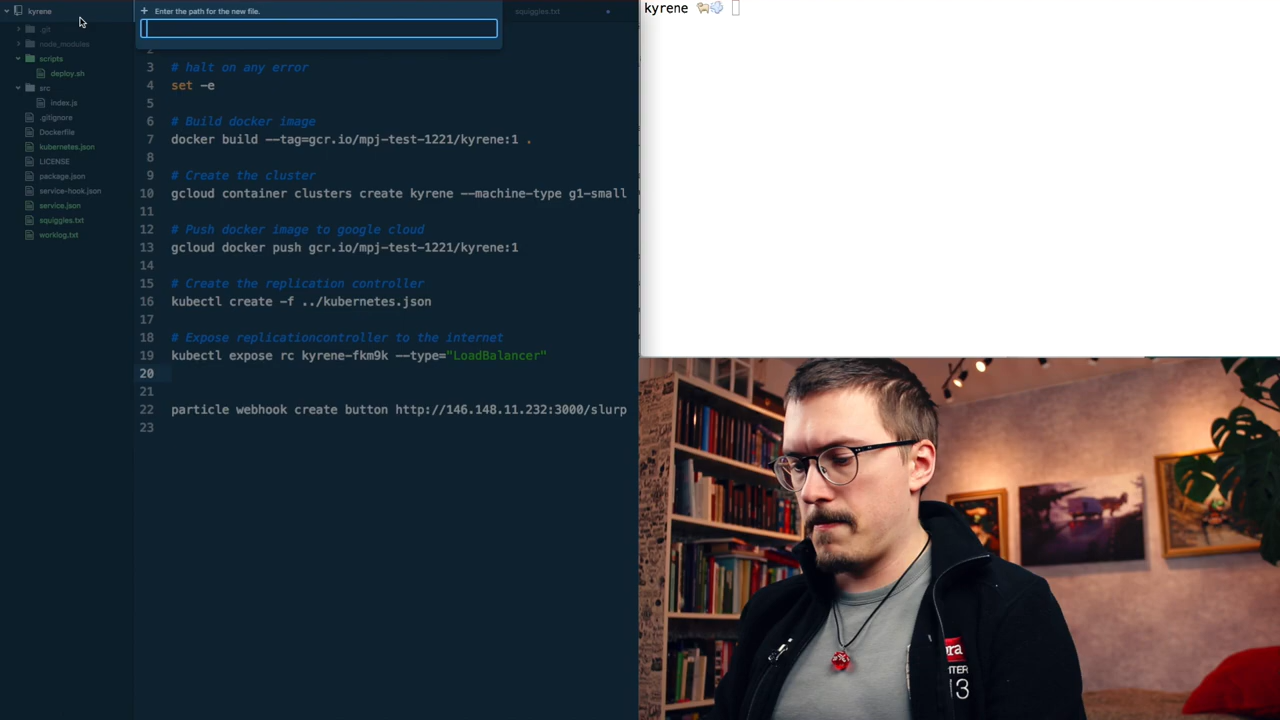 kyrene
.git
node_modules
scripts
deploy.sh
src
index.js
.gitignore
Dockerfile
kubernetes.json
LICENSE
package.json
service-hook.json
service.json
squiggles.txt
worklog.txt
+ Enter the path for the new file.
squiggles.txt
2
3 # halt on any error
4 set -e
5
6 # Build docker image
7 docker build --tag=gcr.io/mpj-test-1221/kyrene:1 .
8
9 # Create the cluster
10 gcloud container clusters create kyrene --machine-type g1-small
11
12 # Push docker image to google cloud
13 gcloud docker push gcr.io/mpj-test-1221/kyrene:1
14
15 # Create the replication controller
16 kubectl create -f ../kubernetes.json
17
18 # Expose replicationcontroller to the internet
19 kubectl expose rc kyrene-fkm9k --type="LoadBalancer"
20
21
22 particle webhook create button http://146.148.11.232:3000/slurp
23
kyrene 🐕💨
13